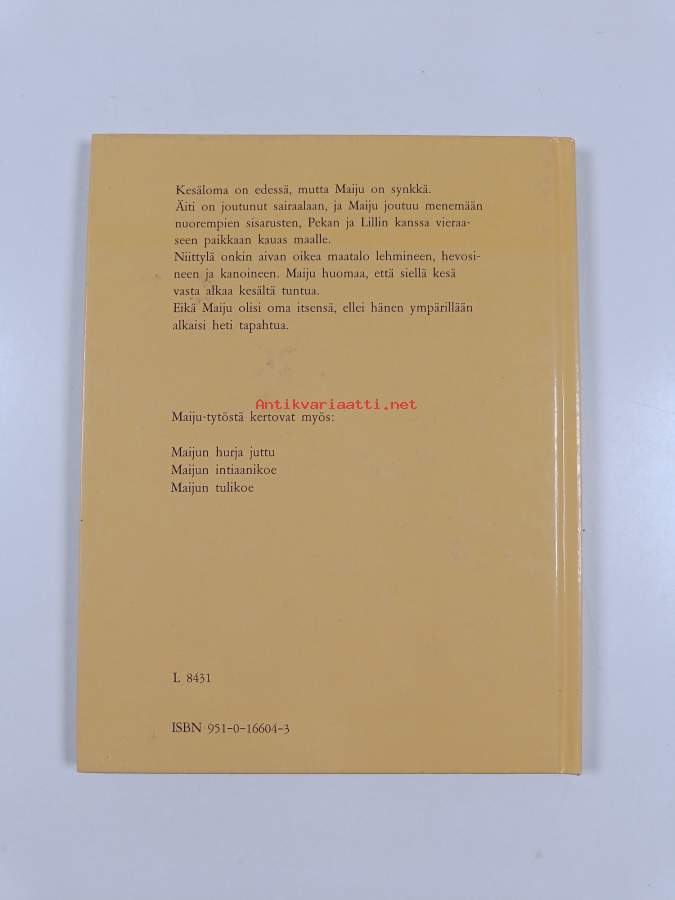 Kesäloma on edessä, mutta Maiju on synkkä.
Äiti on joutunut sairaalaan, ja Maiju joutuu menemään
nuorempien sisarusten, Pekan ja Lillin kanssa vieraa-
seen paikkaan kauas maalle.
Niittylä onkin aivan oikea maatalo lehmineen, hevosi-
neen ja kanoineen. Maiju huomaa, että siellä kesä
vasta alkaa kesältä tuntua.
Eikä Maiju olisi oma itsensä, ellei hänen ympärillään
alkaisi heti tapahtua.
Antikvariaatti.net
Maiju-tytöstä kertovat myös:
Maijun hurja juttu
Maijun intiaanikoe
Maijun tulikoe
L 8431
ISBN 951-0-16604-3